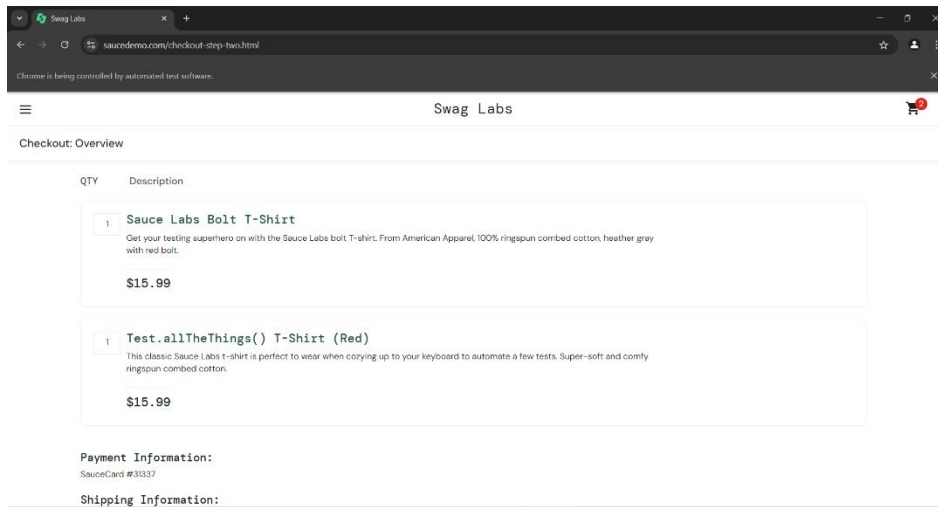 Swag Labs
saucedemo.com/checkout-step-two.html
Chrome is being controlled by automated test software.
Swag Labs
2
Checkout: Overview
QTY Description
1 Sauce Labs Bolt T-Shirt
Get your testing superhero on with the Sauce Labs bolt T-shirt. From American Apparel, 100% ringspun combed cotton, heather gray
with red bolt.
$15.99
1 Test.allTheThings() T-Shirt (Red)
This classic Sauce Labs t-shirt is perfect to wear when cozying up to your keyboard to automate a few tests. Super-soft and comfy
ringspun combed cotton.
$15.99
Payment Information:
SauceCard #31337
Shipping Information: